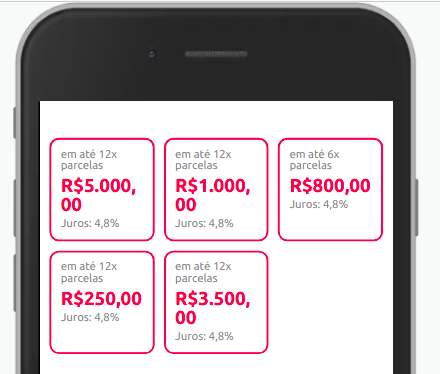 em até 12x
parcelas
R$5.000,
00
Juros: 4,8%
em até 12x
parcelas
R$1.000,
00
Juros: 4,8%
em até 6x
parcelas
R$800,00
Juros: 4,8%
em até 12x
parcelas
R$250,00
Juros: 4,8%
em até 12x
parcelas
R$3.500,
00
Juros: 4,8%